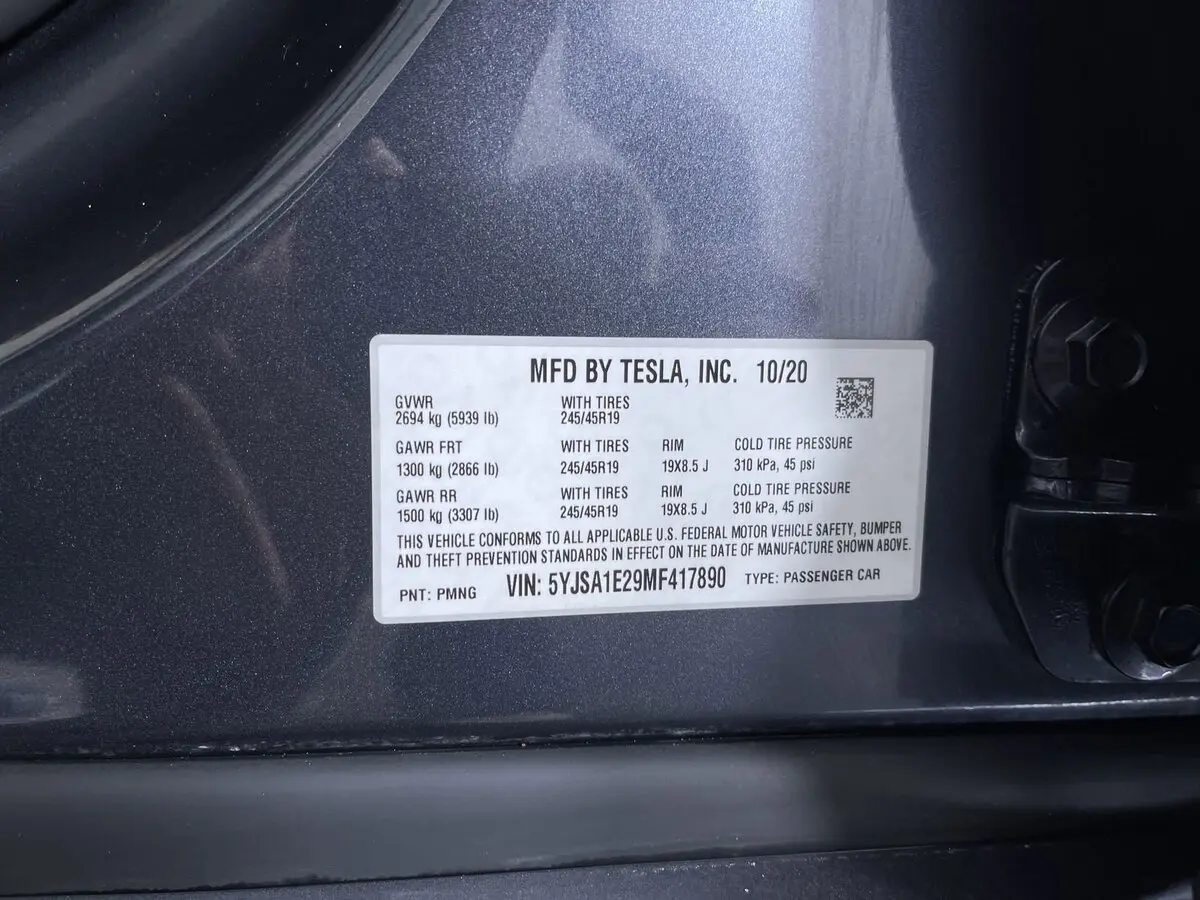 MFD BY TESLA, INC. 10/20
GVWR WITH TIRES
2694 kg (5939 lb) 245/45R19
GAWR FRT WITH TIRES RIM COLD TIRE PRESSURE
1300 kg (2866 lb) 245/45R19 19X8.5 J 310 kPa, 45 psi
GAWR RR WITH TIRES RIM COLD TIRE PRESSURE
1500 kg (3307 lb) 245/45R19 19X8.5 J 310 kPa, 45 psi
THIS VEHICLE CONFORMS TO ALL APPLICABLE U.S. FEDERAL MOTOR VEHICLE SAFETY, BUMPER
AND THEFT PREVENTION STANDARDS IN EFFECT ON THE DATE OF MANUFACTURE SHOWN ABOVE.
PNT: PMNG VIN: 5YJSA1E29MF417890 TYPE: PASSENGER CAR